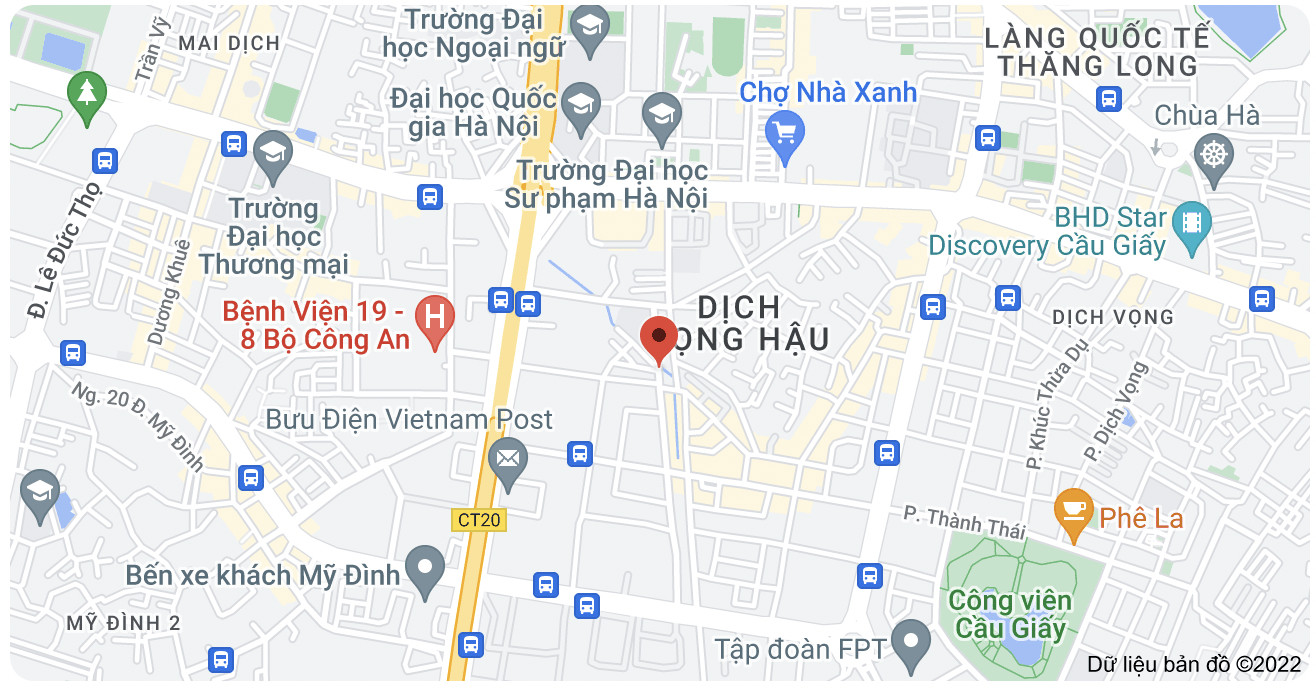 Trường Đại
học Ngoại ngữ
MAI DỊCH
Trần Vỹ
LÀNG QUỐC TẾ
THĂNG LONG
Đại học Quốc
gia Hà Nội
Chợ Nhà Xanh
Chùa Hà
Trường Đại học
Sư phạm Hà Nội
Đ. Lê Đức Thọ
Trường
Đại học
Thương mại
BHD Star
Discovery Cầu Giấy
Dương Khuê
Bệnh Viện 19 -
8 Bộ Công An
H
DỊCH
ỌNG HẬU
DỊCH VỌNG
Ng. 20 Đ. Mỹ Đình
P. Khúc Thừa Dụ
P. Dịch Vọng
Bưu Điện Vietnam Post
CT20
P. Thành Thái
Phê La
Bến xe khách Mỹ Đình
Công viên
Cầu Giấy
MỸ ĐÌNH 2
Tập đoàn FPT
Dữ liệu bản đồ ©2022